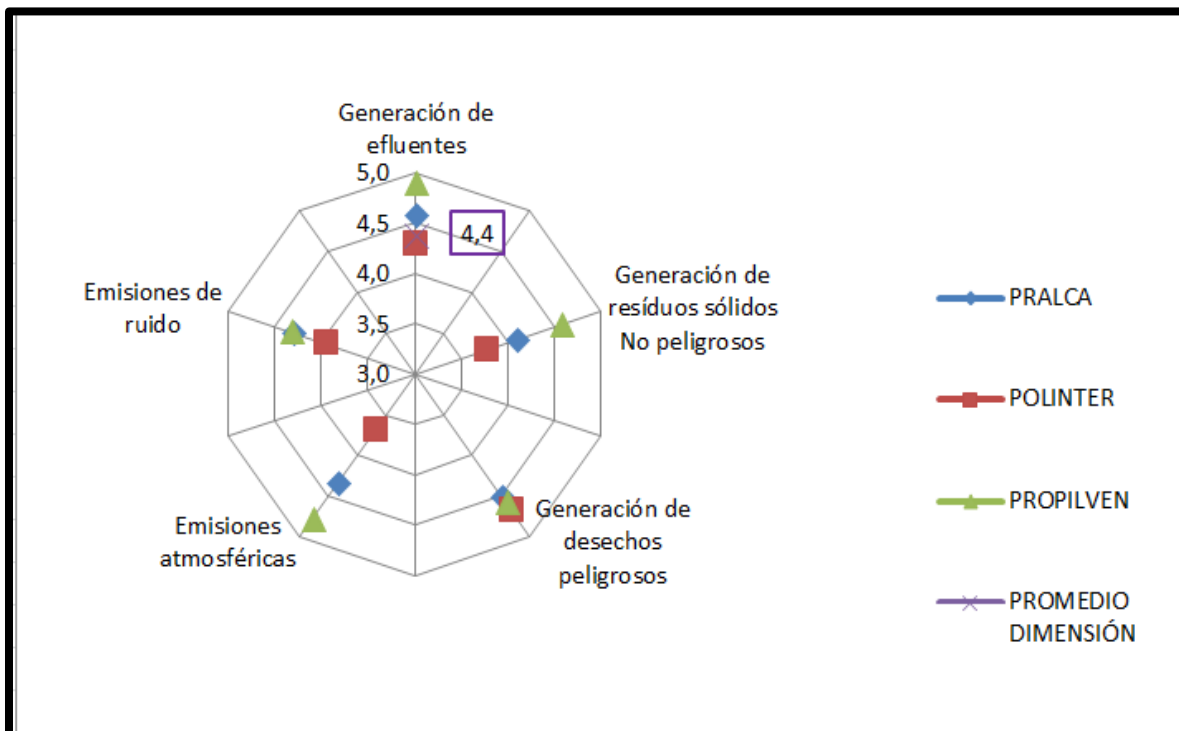 Generación de
efluentes
5,0
4,5
4,4
4,0
3,5
3,0
Generación de
resíduos sólidos
No peligrosos
Generación de
desechos
peligrosos
Emisiones
atmosféricas
Emisiones de
ruido
PRALCA
POLINTER
PROPILVEN
PROMEDIO
DIMENSIÓN